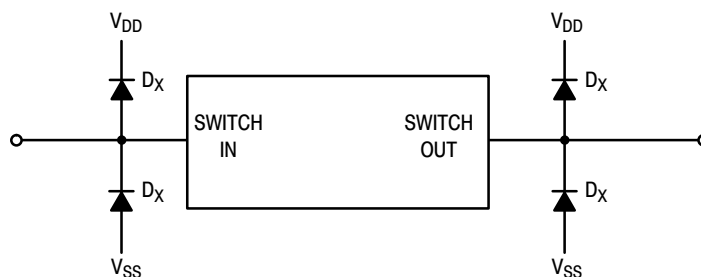 VDD
VDD
DX
DX
SWITCH
IN
SWITCH
OUT
DX
DX
VSS
VSS